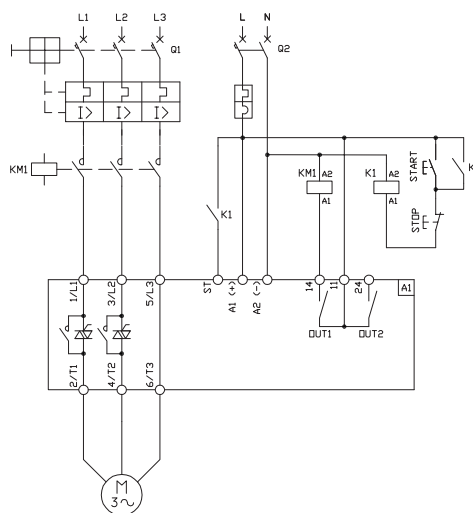 L1 L2 L3 L N
Q1 Q2
I> I> I>
KM1
K1
KM1 A2 A1
K1 A2 A1
START
STOP
K
1/L1 3/L2 5/L3 ST A1 (+) A2 (-) 14 11 24 A1
OUT1 OUT2
2/T1 4/T2 6/T3
M
3~